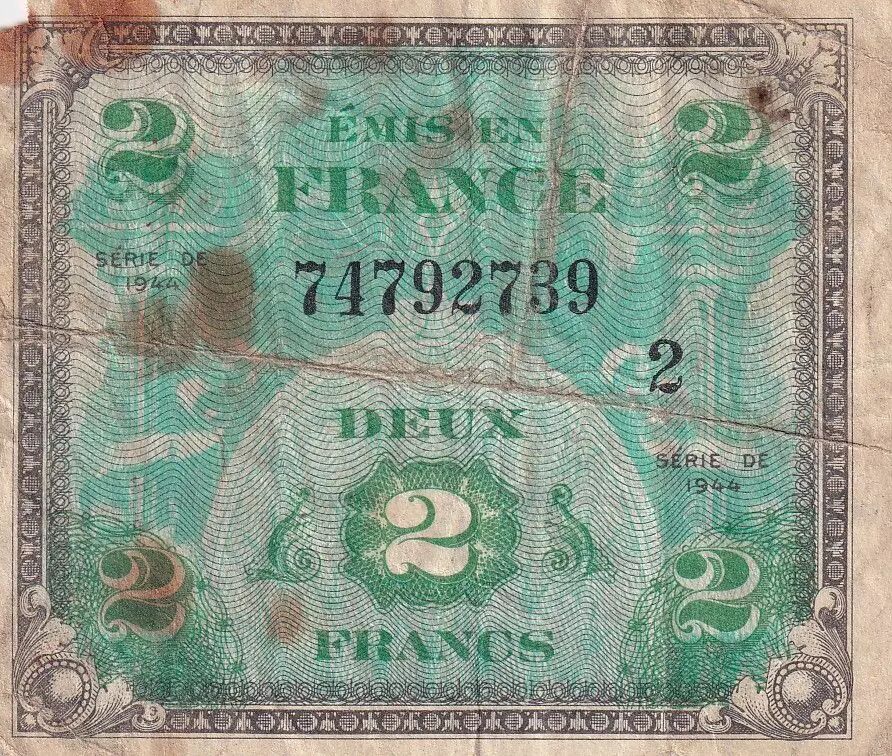 2 ÉMIS EN 2
FRANCE
SÉRIE DE
1944
74792739
2
DEUX
SÉRIE DE
1944
2
2 2
FRANCS